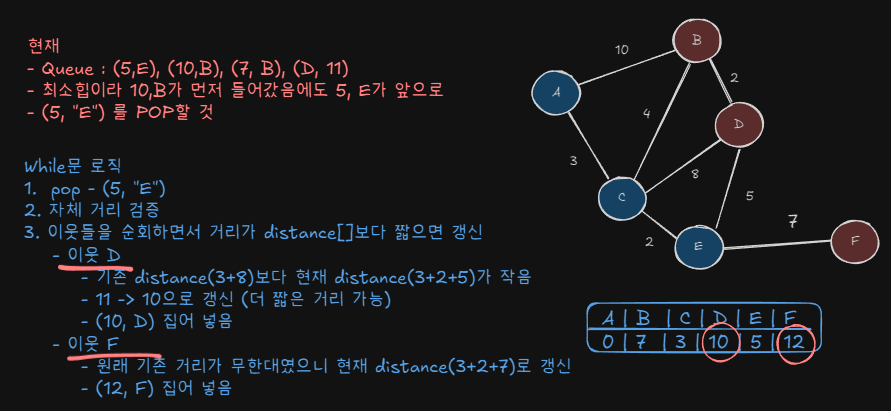 현재
- Queue : (5,E), (10,B), (7, B), (D, 11)
- 최소힙이라 10,B가 먼저 들어갔음에도 5, E가 앞으로
- (5, "E") 를 POP할 것
While문 로직
1. pop - (5, "E")
2. 자체 거리 검증
3. 이웃들을 순회하면서 거리가 distance[]보다 짧으면 갱신
- 이웃 D
- 기존 distance(3+8)보다 현재 distance(3+2+5)가 작음
- 11 -> 10으로 갱신 (더 짧은 거리 가능)
- (10, D) 집어 넣음
- 이웃 F
- 원래 기존 거리가 무한대였으니 현재 distance(3+2+7)로 갱신
- (12, F) 집어 넣음
B
10
A
2
4
D
3
8
C
5
2
E
7
F
A | B | C | D | E | F
0 | 7 | 3 | 10 | 5 | 12